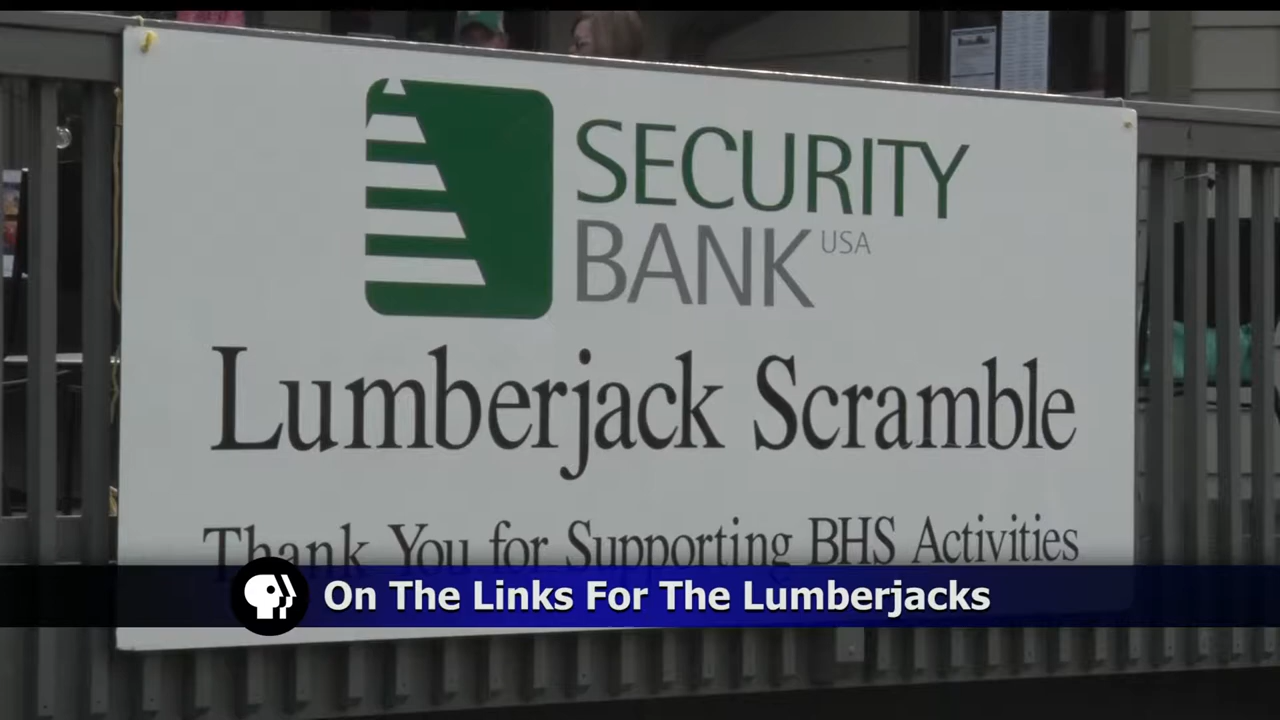 SECURITY
BANK USA
Lumberjack Scramble
Thank You for Supporting BHS Activities
On The Links For The Lumberjacks